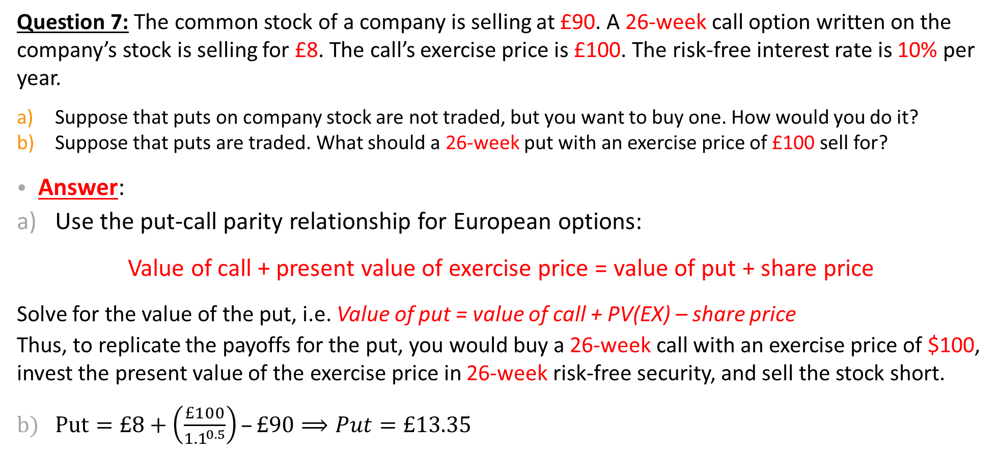 Question 7: The common stock of a company is selling at £90. A 26-week call option written on the
company’s stock is selling for £8. The call’s exercise price is £100. The risk-free interest rate is 10% per
year.
a) Suppose that puts on company stock are not traded, but you want to buy one. How would you do it?
b) Suppose that puts are traded. What should a 26-week put with an exercise price of £100 sell for?
• Answer:
a) Use the put-call parity relationship for European options:
Value of call + present value of exercise price = value of put + share price
Solve for the value of the put, i.e. Value of put = value of call + PV(EX) – share price
Thus, to replicate the payoffs for the put, you would buy a 26-week call with an exercise price of $100,
invest the present value of the exercise price in 26-week risk-free security, and sell the stock short.
b) Put = £8 + (£100/1.1^0.5) – £90 ⟹ Put = £13.35